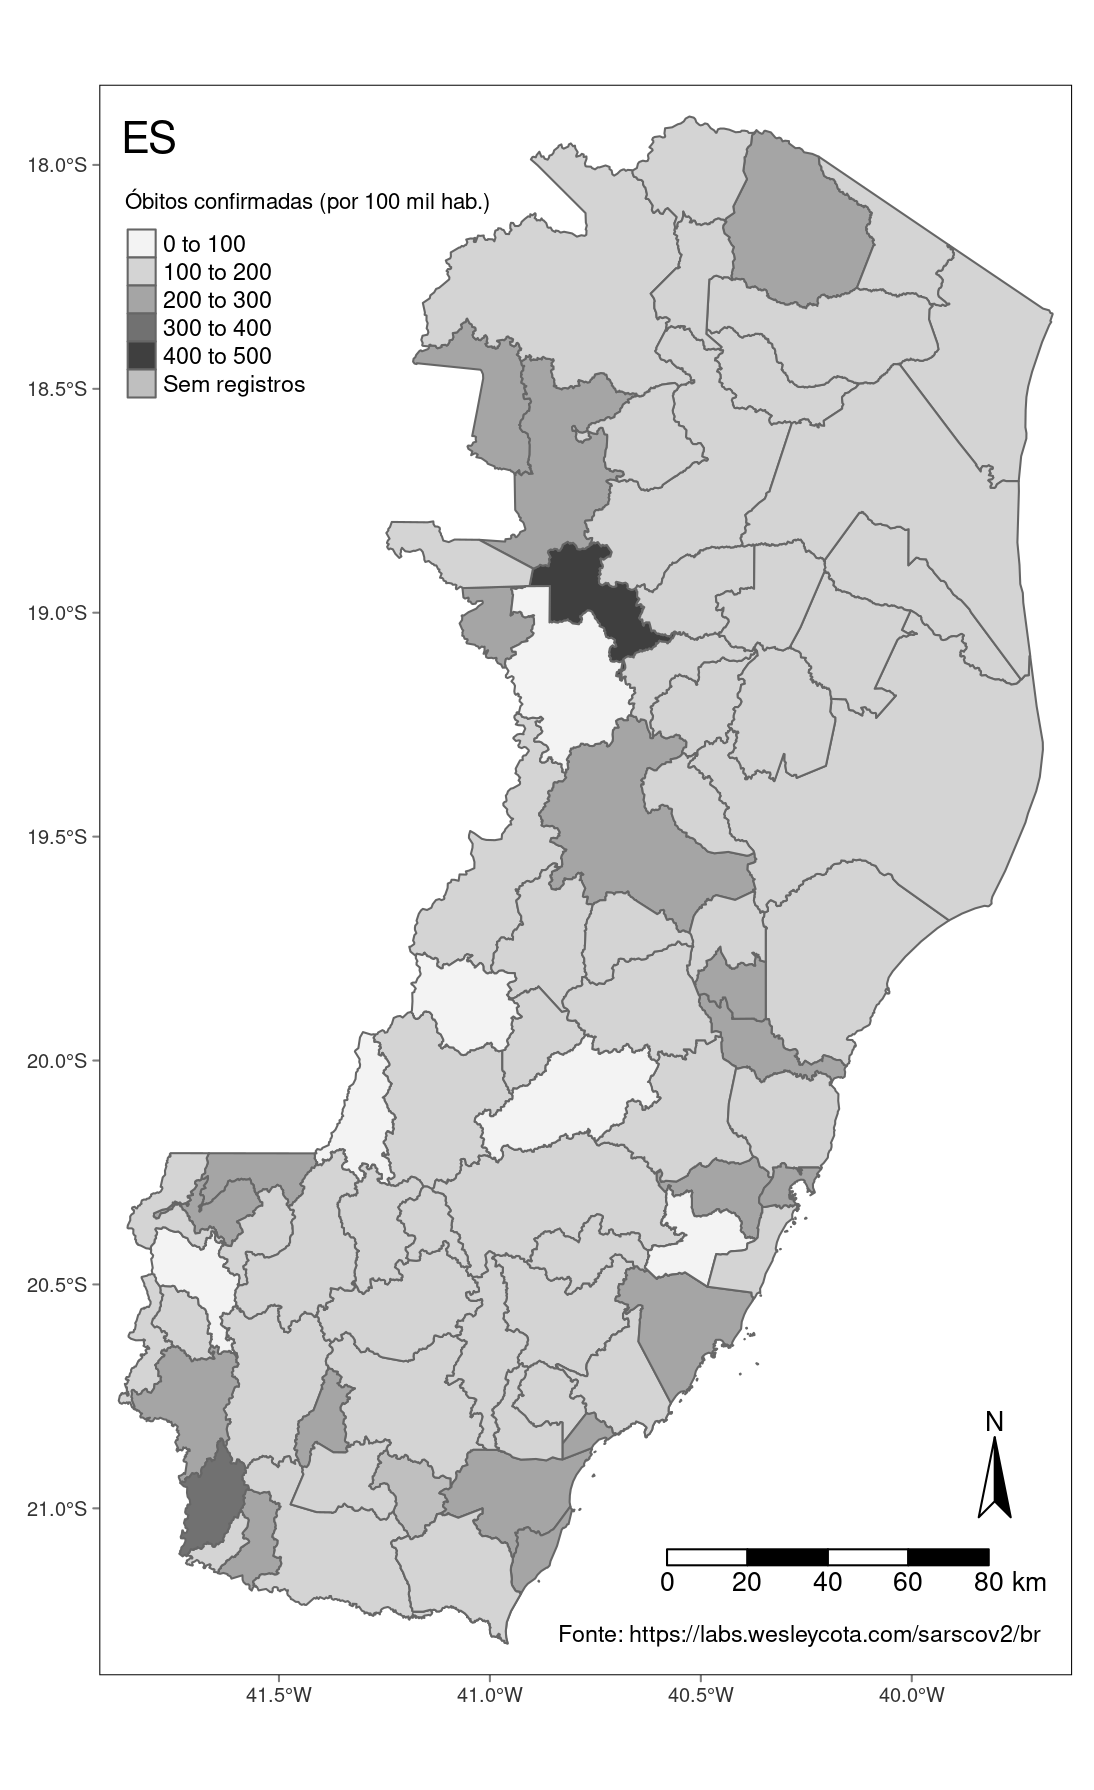 ES
Óbitos confirmadas (por 100 mil hab.)
0 to 100
100 to 200
200 to 300
300 to 400
400 to 500
Sem registros
18.0°S
18.5°S
19.0°S
19.5°S
20.0°S
20.5°S
21.0°S
N
0 20 40 60 80 km
Fonte: https://labs.wesleycota.com/sarscov2/br
41.5°W 41.0°W 40.5°W 40.0°W